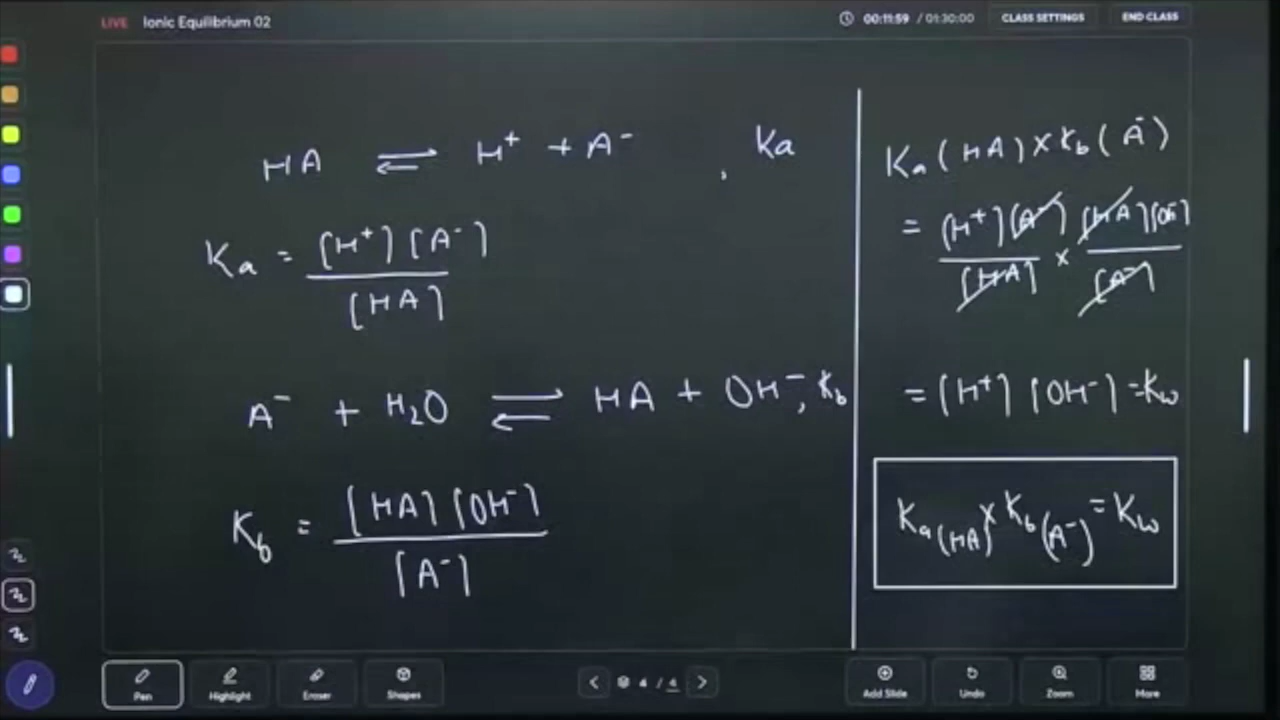 LIVE Ionic Equilibrium 02
00:11:59 / 01:30:00 CLASS SETTINGS END CLASS
HA ⇌ H⁺ + A⁻ , Ka
Ka = [H⁺][A⁻] / [HA]
A⁻ + H₂O ⇌ HA + OH⁻, Kb
Kb = [HA][OH⁻] / [A⁻]
Ka(HA) × Kb(A⁻)
= [H⁺][A⁻] / [HA] × [HA][OH⁻] / [A⁻]
= [H⁺][OH⁻] = Kw
Ka(HA) × Kb(A⁻) = Kw
Pen Highlight Eraser Shapes 4 / 4 Add Slide Undo Zoom More